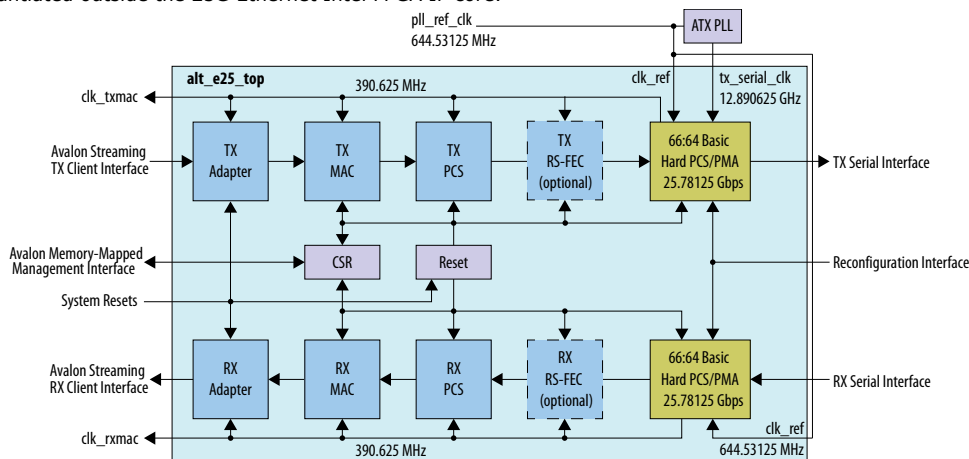 pll_ref_clk
644.53125 MHz
ATX PLL
alt_e25_top
390.625 MHz
clk_ref
tx_serial_clk
12.890625 GHz
clk_txmac
Avalon Streaming
TX Client Interface
TX
Adapter
TX
MAC
TX
PCS
TX
RS-FEC
(optional)
66:64 Basic
Hard PCS/PMA
25.78125 Gbps
TX Serial Interface
Avalon Memory-Mapped
Management Interface
CSR
Reset
Reconfiguration Interface
System Resets
Avalon Streaming
RX Client Interface
RX
Adapter
RX
MAC
RX
PCS
RX
RS-FEC
(optional)
66:64 Basic
Hard PCS/PMA
25.78125 Gbps
RX Serial Interface
clk_rxmac
390.625 MHz
clk_ref
644.53125 MHz